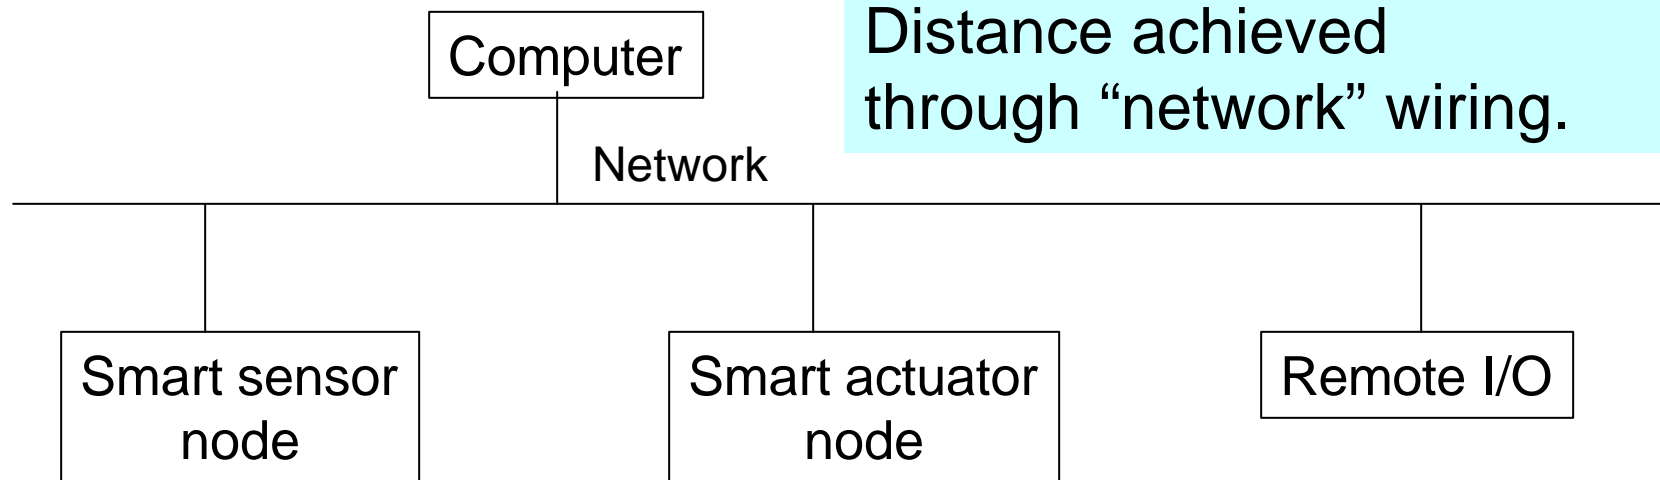 Computer
Distance achieved
through “network” wiring.
Network
Smart sensor
node
Smart actuator
node
Remote I/O